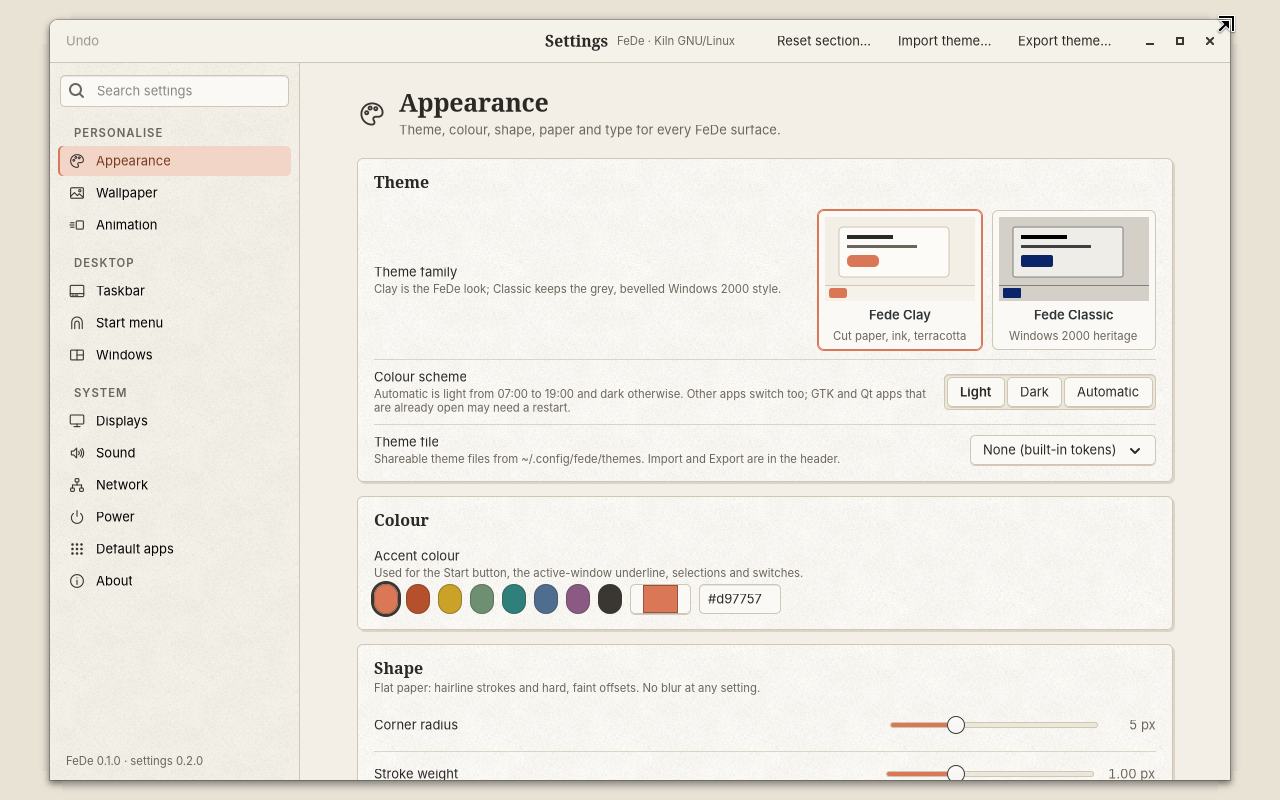 Undo
Settings FeDe · Kiln GNU/Linux
Reset section...
Import theme...
Export theme...
Search settings
PERSONALISE
Appearance
Wallpaper
Animation
DESKTOP
Taskbar
Start menu
Windows
SYSTEM
Displays
Sound
Network
Power
Default apps
About
FeDe 0.1.0 · settings 0.2.0
Appearance
Theme, colour, shape, paper and type for every FeDe surface.
Theme
Theme family
Clay is the FeDe look; Classic keeps the grey, bevelled Windows 2000 style.
Fede Clay
Cut paper, ink, terracotta
Fede Classic
Windows 2000 heritage
Colour scheme
Automatic is light from 07:00 to 19:00 and dark otherwise. Other apps switch too; GTK and Qt apps that
are already open may need a restart.
Light
Dark
Automatic
Theme file
Shareable theme files from ~/.config/fede/themes. Import and Export are in the header.
None (built-in tokens)
Colour
Accent colour
Used for the Start button, the active-window underline, selections and switches.
#d97757
Shape
Flat paper: hairline strokes and hard, faint offsets. No blur at any setting.
Corner radius
5 px
Stroke weight
1.00 px